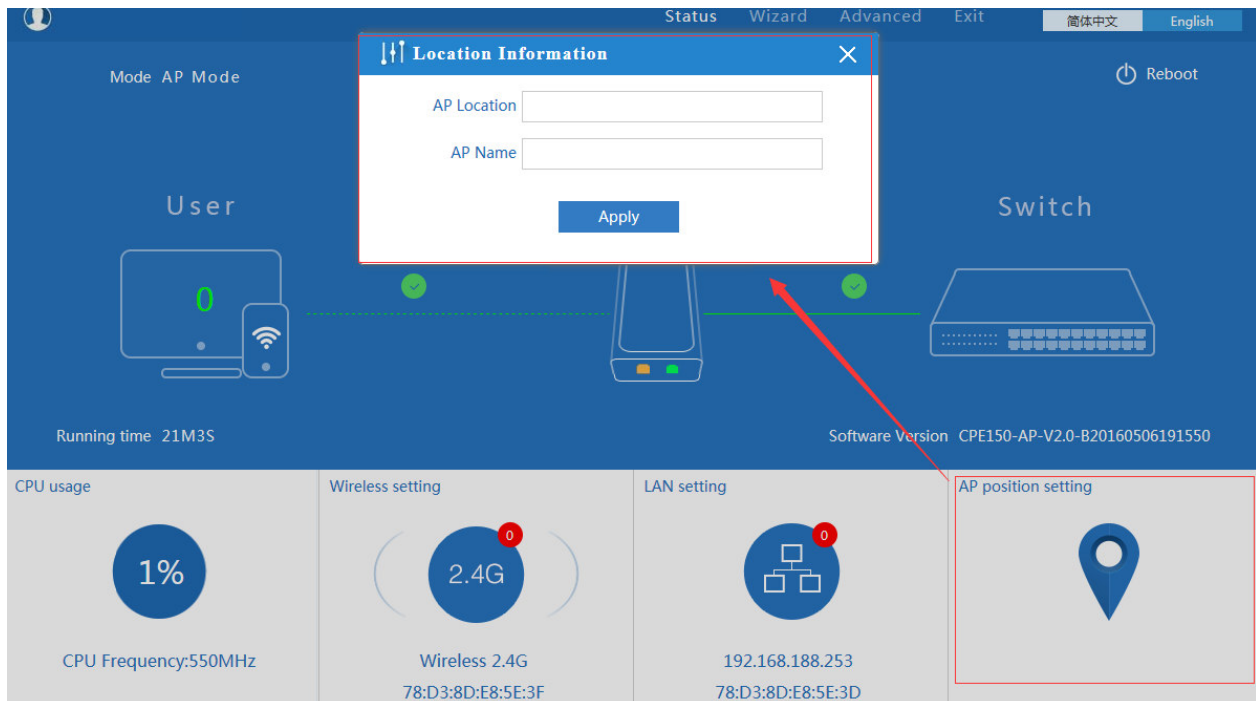 Status Wizard Advanced Exit 简体中文 English
Location Information
Mode AP Mode
Reboot
AP Location
AP Name
Apply
User
Switch
0
Running time 21M3S
Software Version CPE150-AP-V2.0-B20160506191550
CPU usage
1%
CPU Frequency:550MHz
Wireless setting
0
2.4G
Wireless 2.4G
78:D3:8D:E8:5E:3F
LAN setting
0
192.168.188.253
78:D3:8D:E8:5E:3D
AP position setting